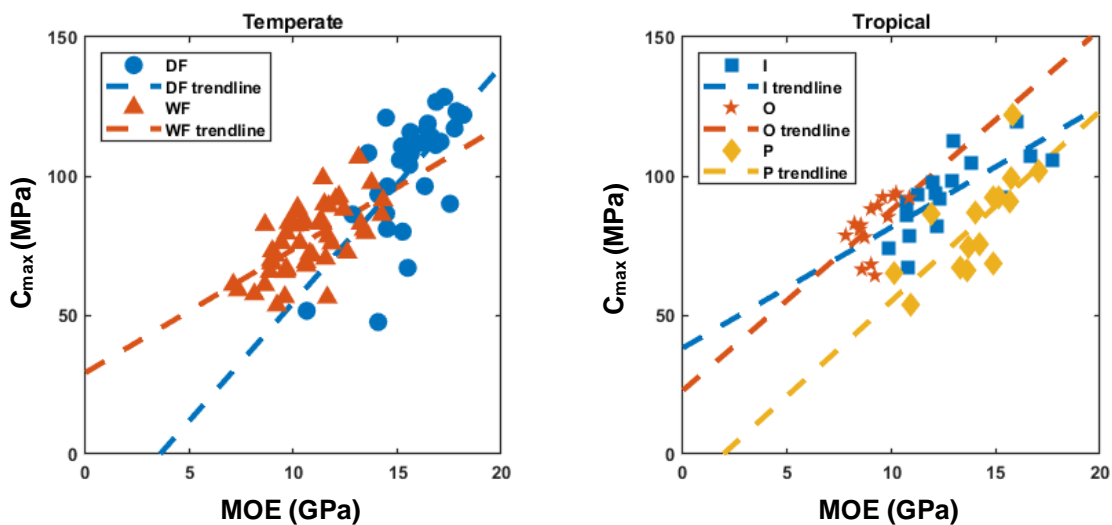 Temperate
150
100
50
0
0
5
10
15
20
DF
DF trendline
WF
WF trendline
Cmax (MPa)
MOE (GPa)
Tropical
150
100
50
0
0
5
10
15
20
I
I trendline
O
O trendline
P
P trendline
Cmax (MPa)
MOE (GPa)